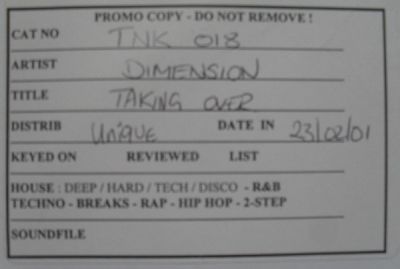 PROMO COPY - DO NOT REMOVE !
CAT NO TNK 018
ARTIST DIMENSION
TITLE TAKING OVER
DISTRIB UNiQUE DATE IN 23/02/01
KEYED ON REVIEWED LIST
HOUSE : DEEP / HARD / TECH / DISCO - R&B
TECHNO - BREAKS - RAP - HIP HOP - 2-STEP
SOUNDFILE